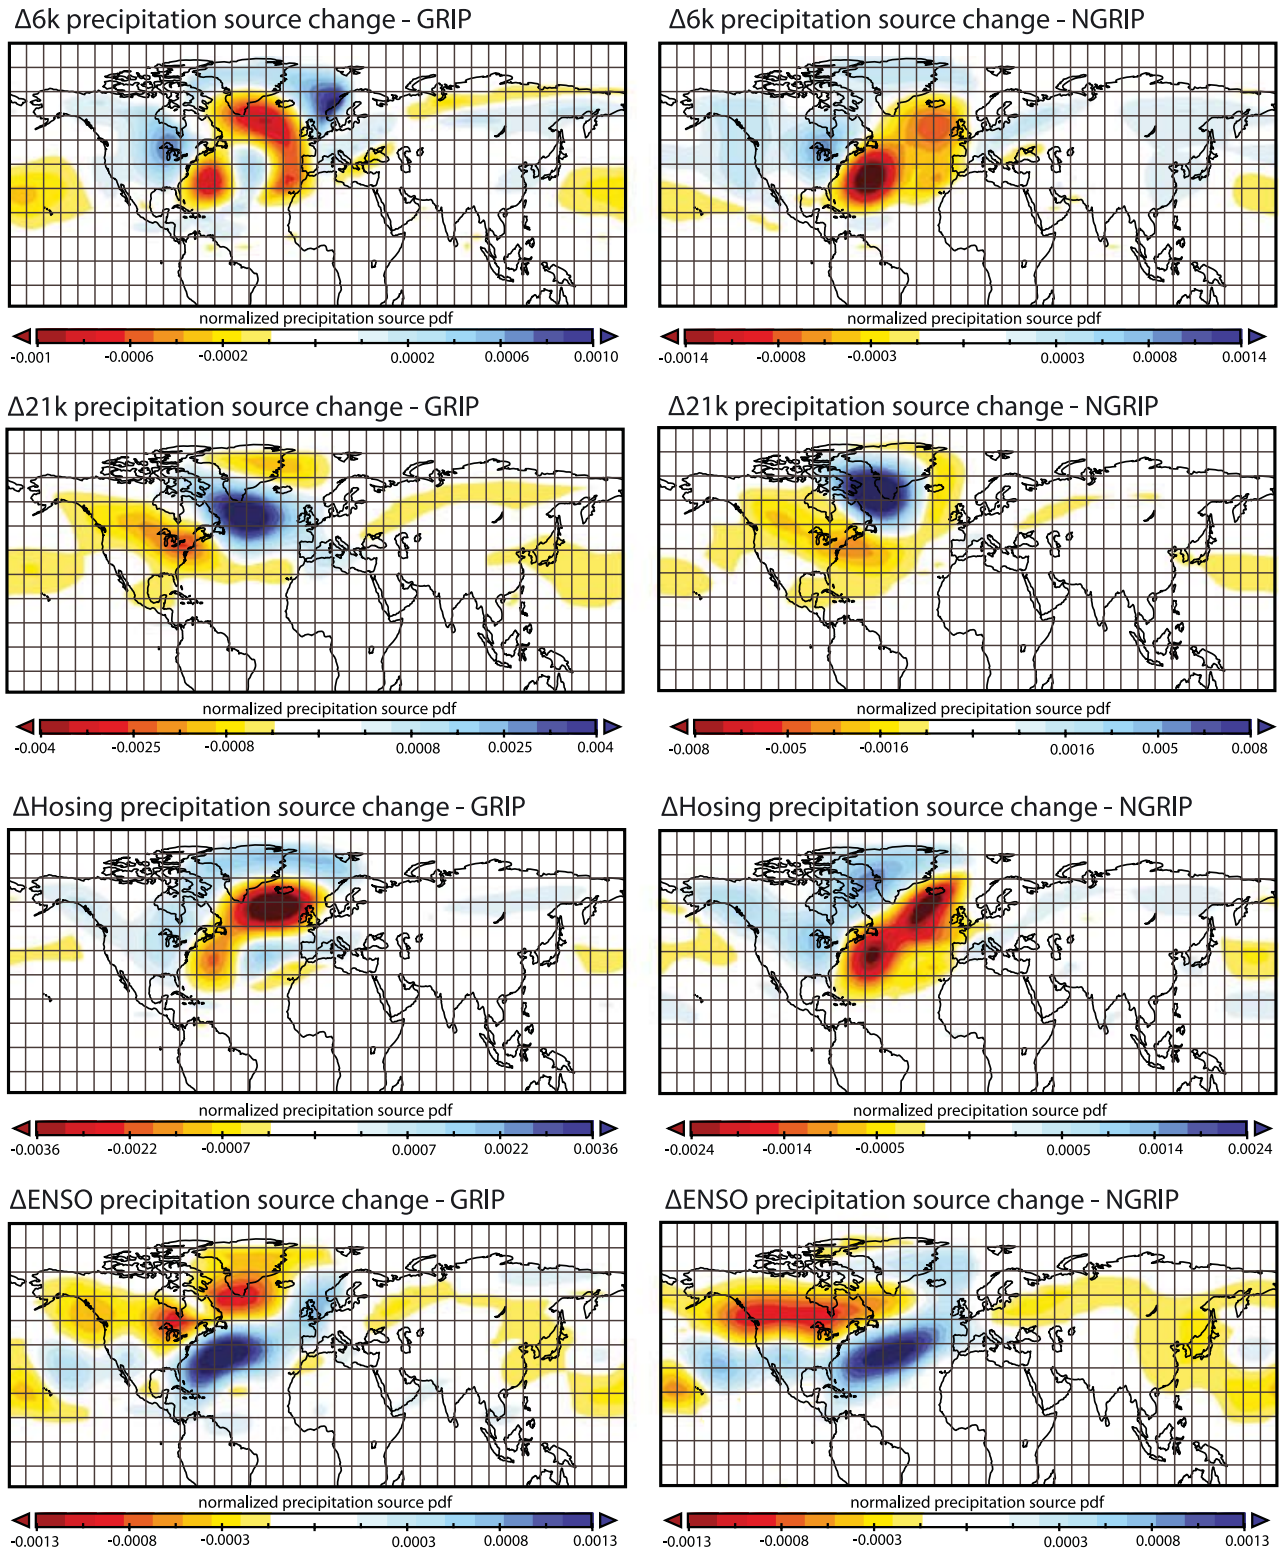 Δ6k precipitation source change - GRIP
Δ6k precipitation source change - NGRIP
normalized precipitation source pdf
-0.001 -0.0006 -0.0002 0.0002 0.0006 0.0010
normalized precipitation source pdf
-0.0014 -0.0008 -0.0003 0.0003 0.0008 0.0014
Δ21k precipitation source change - GRIP
Δ21k precipitation source change - NGRIP
normalized precipitation source pdf
-0.004 -0.0025 -0.0008 0.0008 0.0025 0.004
normalized precipitation source pdf
-0.008 -0.005 -0.0016 0.0016 0.005 0.008
ΔHosing precipitation source change - GRIP
ΔHosing precipitation source change - NGRIP
normalized precipitation source pdf
-0.0036 -0.0022 -0.0007 0.0007 0.0022 0.0036
normalized precipitation source pdf
-0.0024 -0.0014 -0.0005 0.0005 0.0014 0.0024
ΔENSO precipitation source change - GRIP
ΔENSO precipitation source change - NGRIP
normalized precipitation source pdf
-0.0013 -0.0008 -0.0003 0.0003 0.0008 0.0013
normalized precipitation source pdf
-0.0013 -0.0008 -0.0003 0.0003 0.0008 0.0013